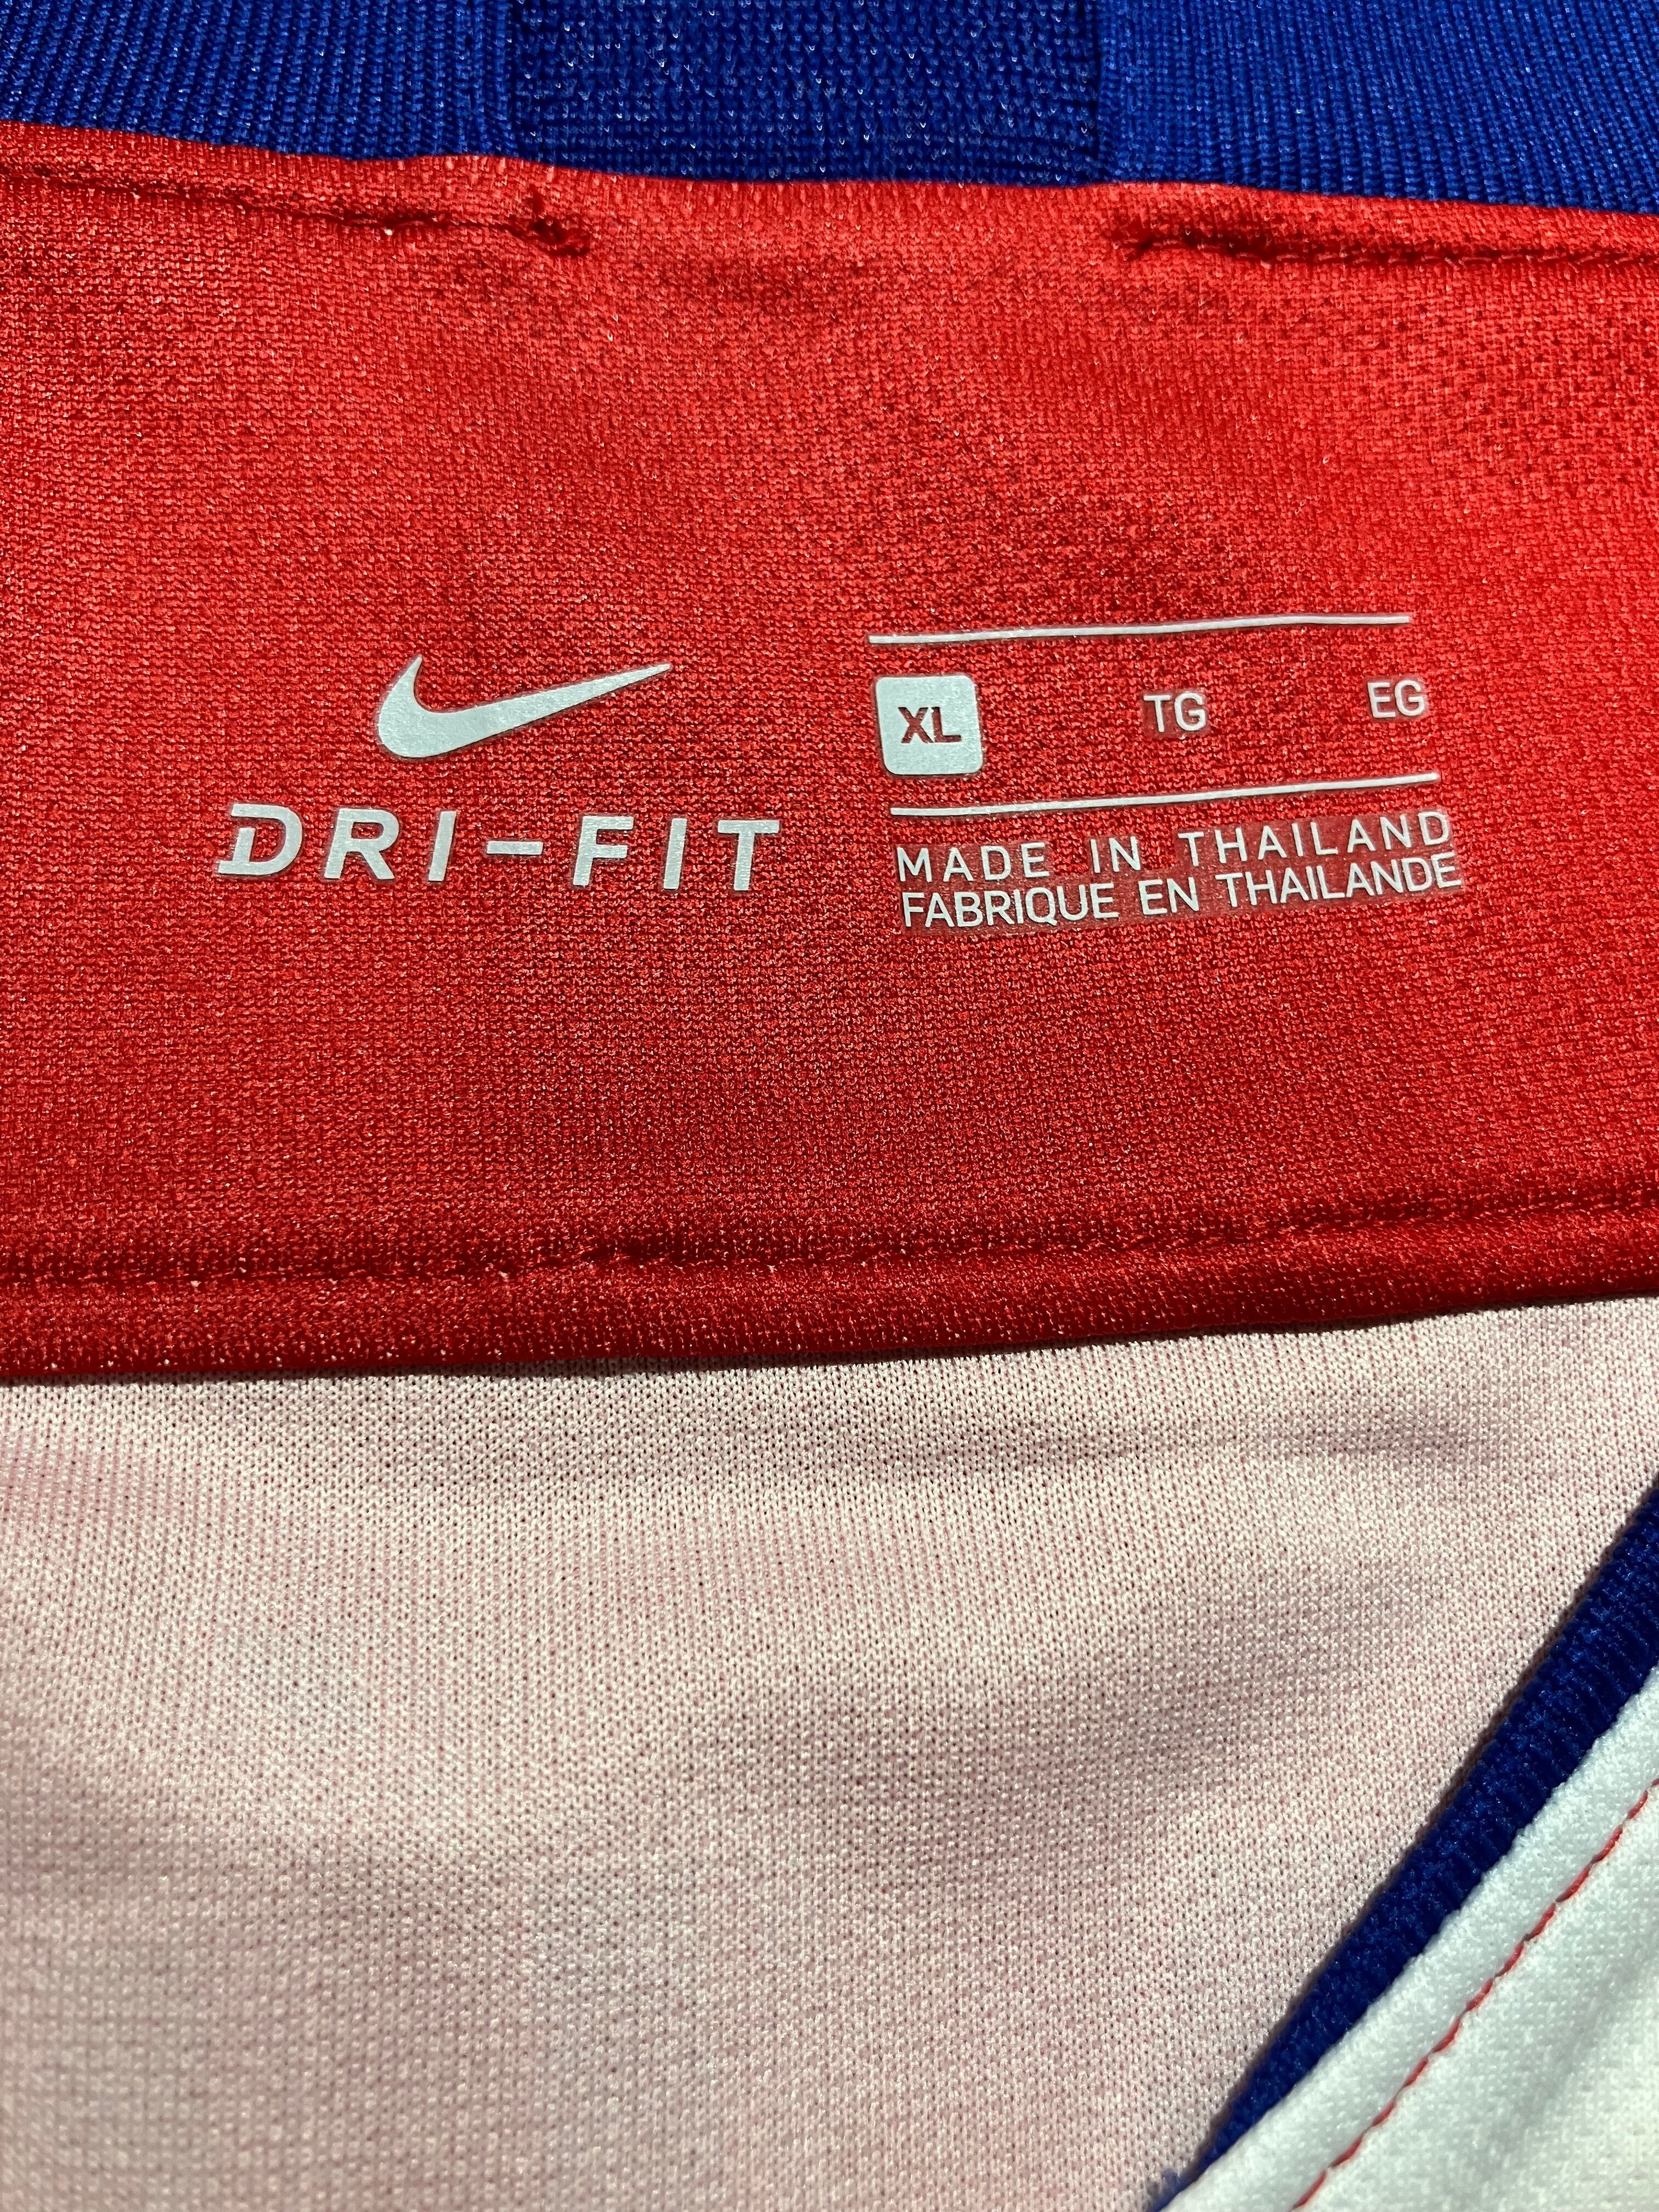 DRI-FIT
XL TG EG
MADE IN THAILAND
FABRIQUE EN THAILANDE